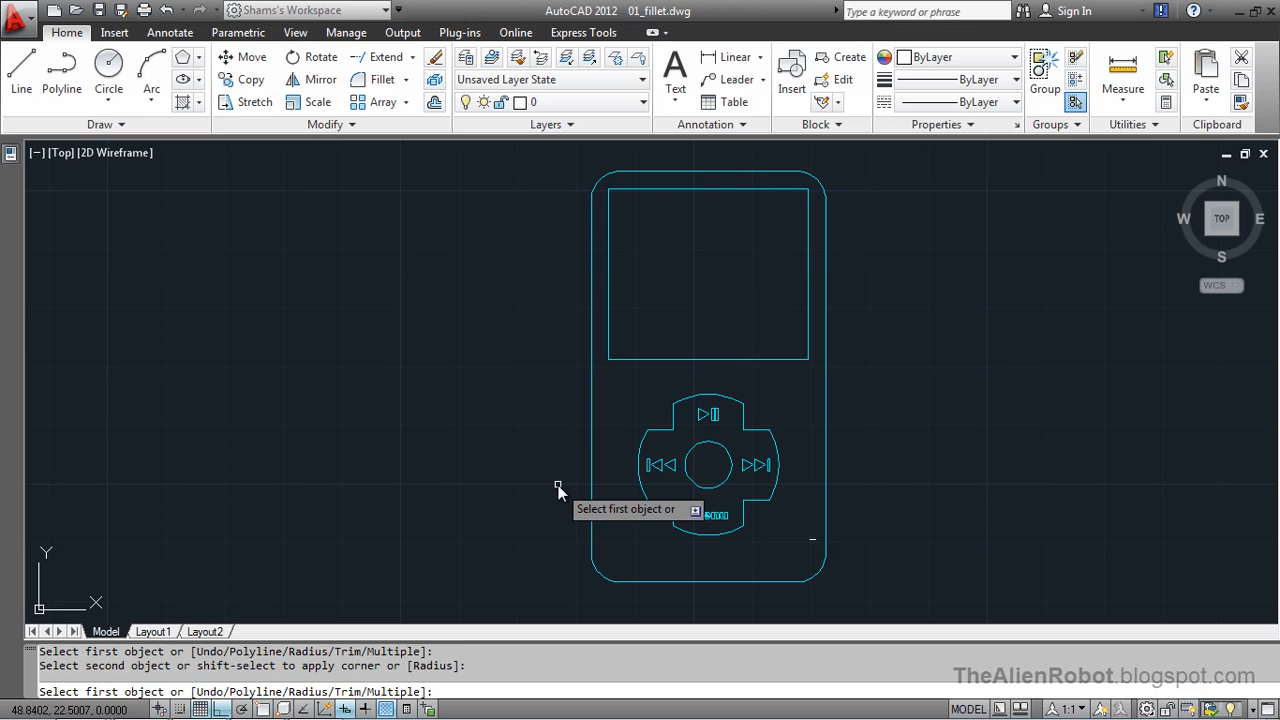 Shams's Workspace
AutoCAD 2012 01_fillet.dwg
Type a keyword or phrase
Sign In
Home Insert Annotate Parametric View Manage Output Plug-ins Online Express Tools
Line
Polyline
Circle
Arc
Draw
Move
Rotate
Extend
Copy
Mirror
Fillet
Stretch
Scale
Array
Modify
Unsaved Layer State
0
Layers
Text
Linear
Leader
Table
Annotation
Insert
Create
Edit
Block
ByLayer
ByLayer
ByLayer
Properties
Group
Groups
Measure
Utilities
Paste
Clipboard
[−] [Top] [2D Wireframe]
N
W TOP E
S
WCS
Select first object or
Y
X
Model Layout1 Layout2
Select first object or [Undo/Polyline/Radius/Trim/Multiple]:
Select second object or shift-select to apply corner or [Radius]:
Select first object or [Undo/Polyline/Radius/Trim/Multiple]:
TheAlienRobot.blogspot.com
48.8402, 22.5007, 0.0000
MODEL
1:1